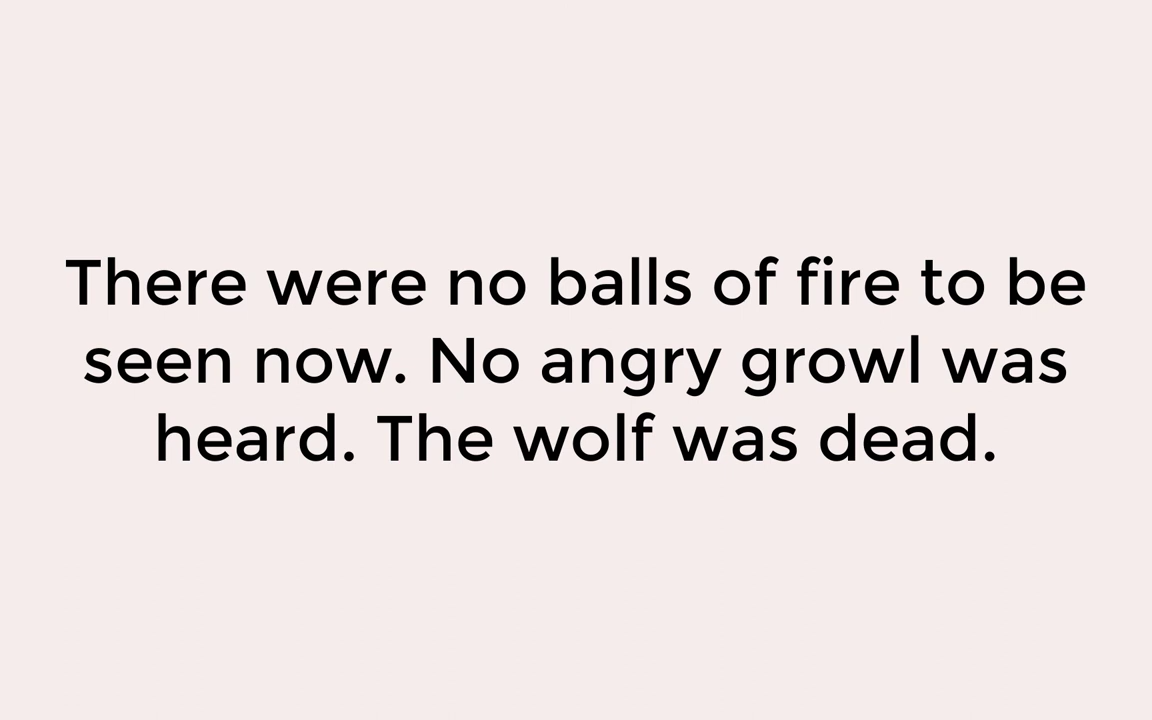 There were no balls of fire to be
seen now. No angry growl was
heard. The wolf was dead.